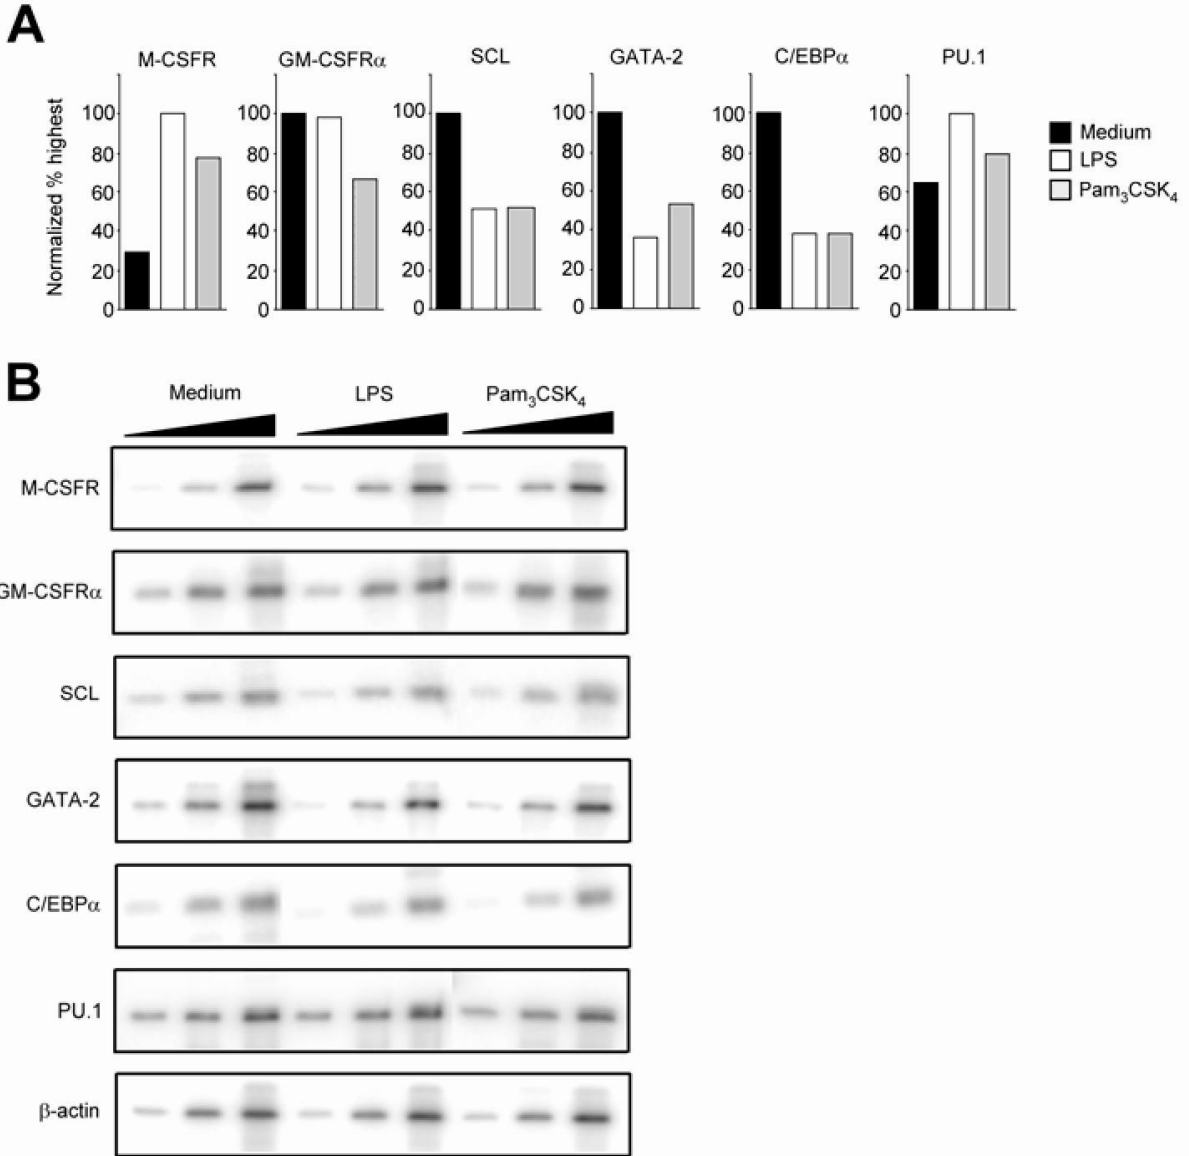 A
M-CSFR GM-CSFRα SCL GATA-2 C/EBPα PU.1
Normalized % highest
100 100 100 100 100 100
80 80 80 80 80 80
60 60 60 60 60 60
40 40 40 40 40 40
20 20 20 20 20 20
0 0 0 0 0 0
Medium
LPS
Pam3CSK4
B
Medium LPS Pam3CSK4
M-CSFR
GM-CSFRα
SCL
GATA-2
C/EBPα
PU.1
β-actin